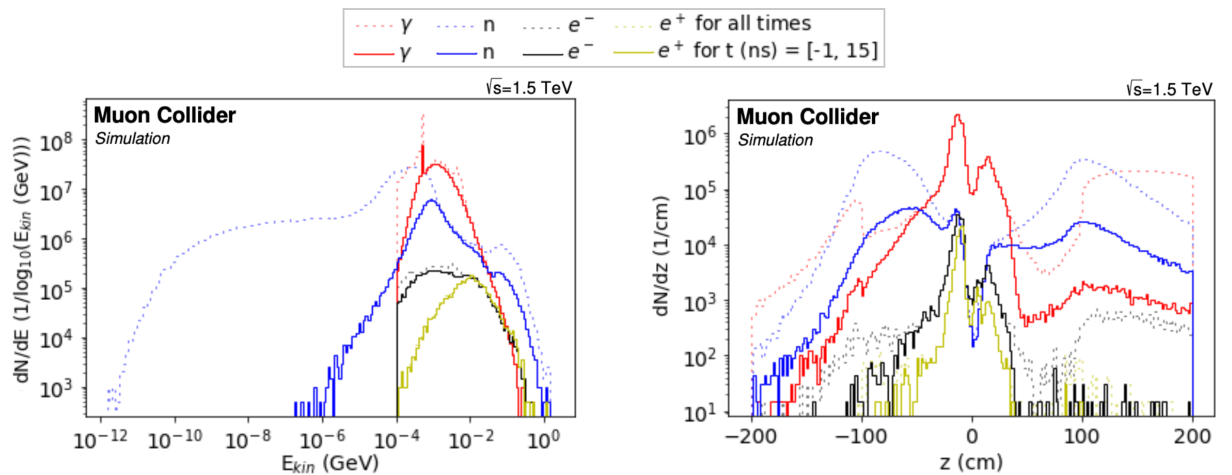 γ n e⁻ e⁺ for all times
γ n e⁻ e⁺ for t (ns) = [-1, 15]
√s=1.5 TeV
Muon Collider
Simulation
dN/dE (1/log₁₀(E_kin (GeV)))
10⁸
10⁷
10⁶
10⁵
10⁴
10³
10⁻¹² 10⁻¹⁰ 10⁻⁸ 10⁻⁶ 10⁻⁴ 10⁻² 10⁰
E_kin (GeV)
√s=1.5 TeV
Muon Collider
Simulation
dN/dz (1/cm)
10⁶
10⁵
10⁴
10³
10²
10¹
−200 −100 0 100 200
z (cm)